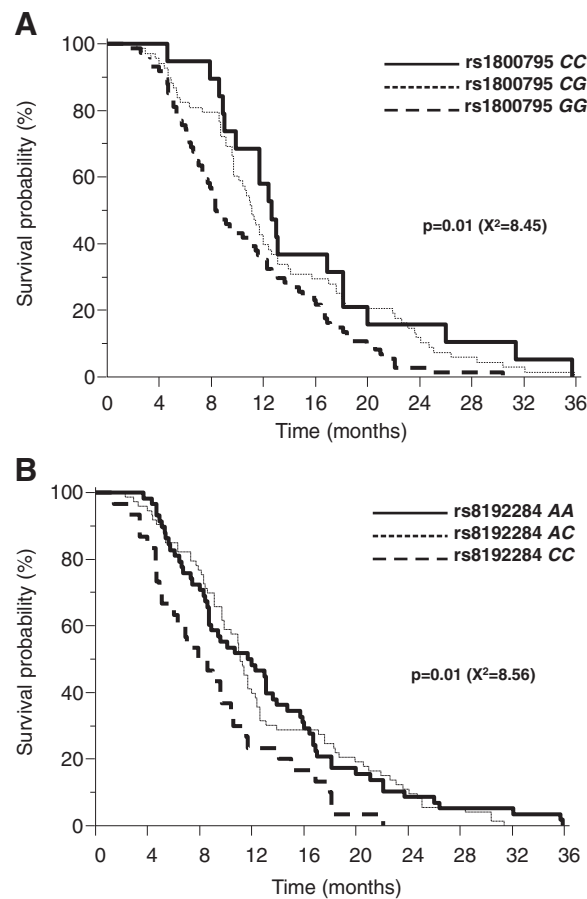 A
100
80
60
40
20
0
Survival probability (%)
rs1800795 CC
rs1800795 CG
rs1800795 GG
p=0.01 (X²=8.45)
0 4 8 12 16 20 24 28 32 36
Time (months)
B
100
80
60
40
20
0
Survival probability (%)
rs8192284 AA
rs8192284 AC
rs8192284 CC
p=0.01 (X²=8.56)
0 4 8 12 16 20 24 28 32 36
Time (months)